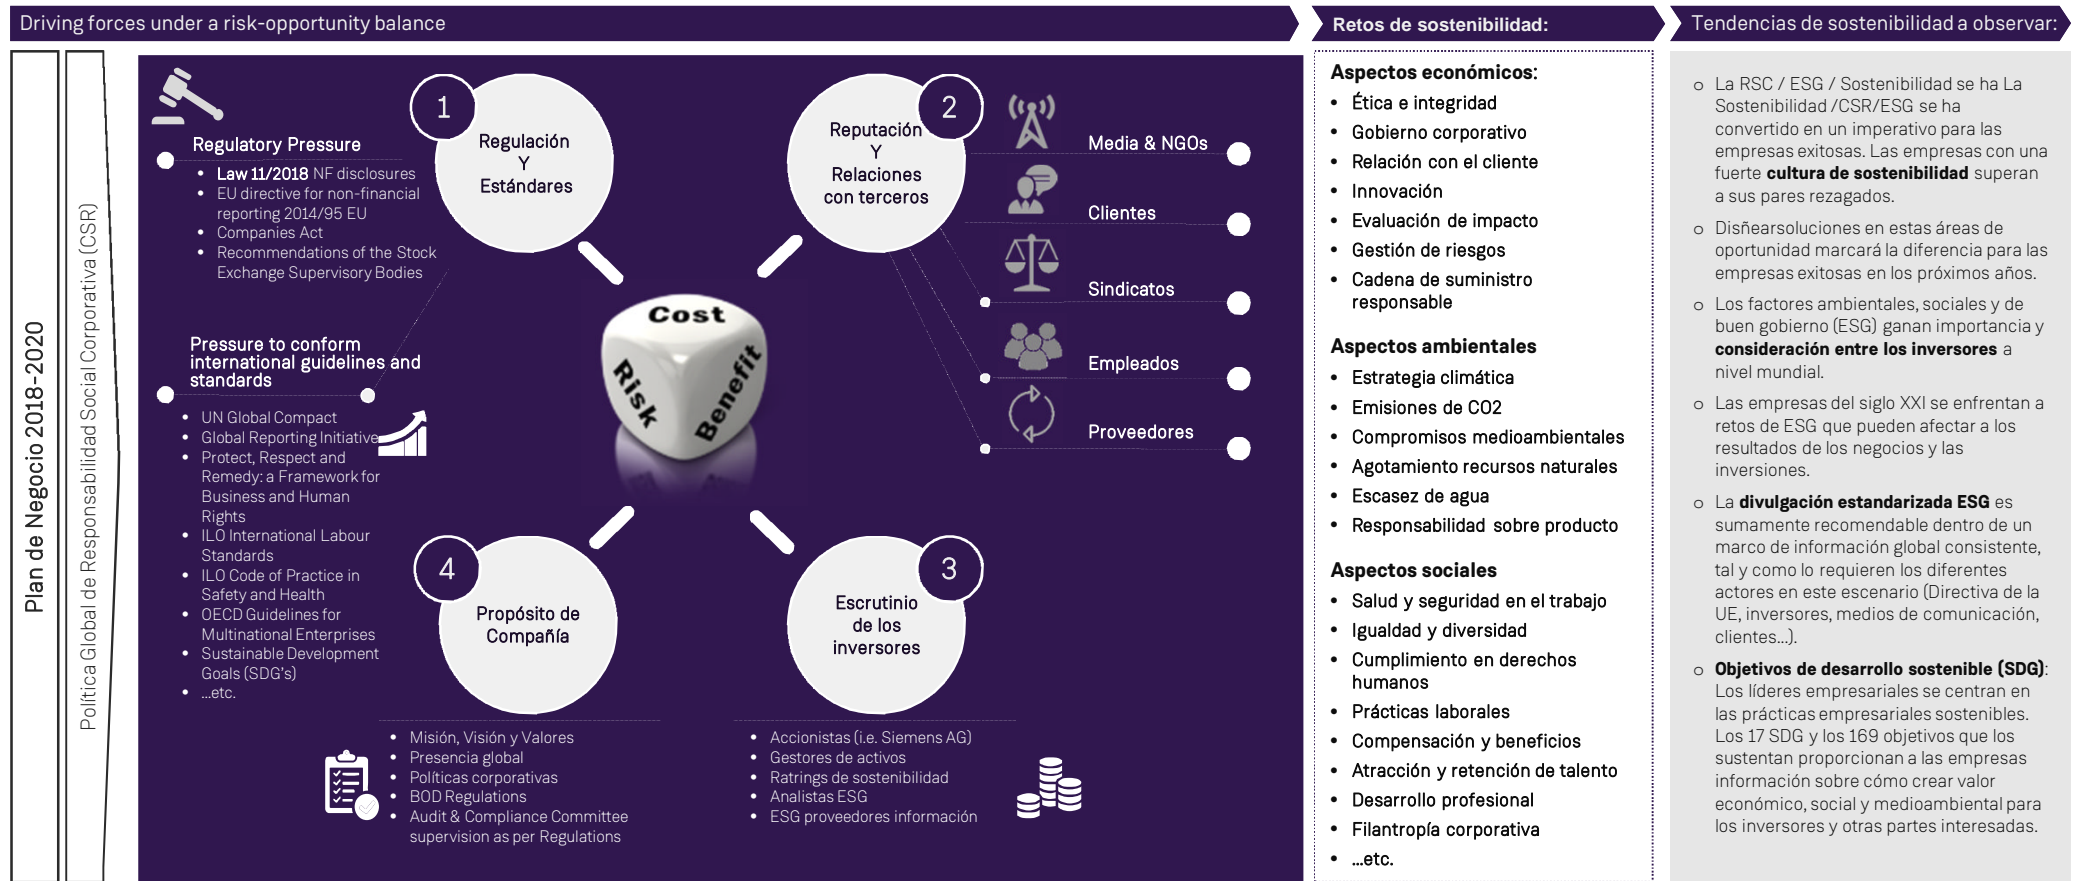 Driving forces under a risk-opportunity balance
Retos de sostenibilidad:
Tendencias de sostenibilidad a observar:
Plan de Negocio 2018-2020
Política Global de Responsabilidad Social Corporativa (CSR)
1
Regulación
Y
Estándares
Regulatory Pressure
• Law 11/2018 NF disclosures
• EU directive for non-financial
reporting 2014/95 EU
• Companies Act
• Recommendations of the Stock
Exchange Supervisory Bodies
Pressure to conform
international guidelines and
standards
• UN Global Compact
• Global Reporting Initiative
• Protect, Respect and
Remedy: a Framework for
Business and Human
Rights
• ILO International Labour
Standards
• ILO Code of Practice in
Safety and Health
• OECD Guidelines for
Multinational Enterprises
• Sustainable Development
Goals (SDG's)
• ...etc.
2
Reputación
Y
Relaciones
con terceros
Media & NGOs
Clientes
Sindicatos
Empleados
Proveedores
Cost
Risk
Benefit
4
Propósito de
Compañía
• Misión, Visión y Valores
• Presencia global
• Políticas corporativas
• BOD Regulations
• Audit & Compliance Committee
supervision as per Regulations
3
Escrutinio
de los
inversores
• Accionistas (i.e. Siemens AG)
• Gestores de activos
• Ratrings de sostenibilidad
• Analistas ESG
• ESG proveedores información
Aspectos económicos:
• Ética e integridad
• Gobierno corporativo
• Relación con el cliente
• Innovación
• Evaluación de impacto
• Gestión de riesgos
• Cadena de suministro
responsable
Aspectos ambientales
• Estrategia climática
• Emisiones de CO2
• Compromisos medioambientales
• Agotamiento recursos naturales
• Escasez de agua
• Responsabilidad sobre producto
Aspectos sociales
• Salud y seguridad en el trabajo
• Igualdad y diversidad
• Cumplimiento en derechos
humanos
• Prácticas laborales
• Compensación y beneficios
• Atracción y retención de talento
• Desarrollo profesional
• Filantropía corporativa
• ...etc.
o La RSC / ESG / Sostenibilidad se ha La
Sostenibilidad /CSR/ESG se ha
convertido en un imperativo para las
empresas exitosas. Las empresas con una
fuerte cultura de sostenibilidad superan
a sus pares rezagados.
o Disñearsoluciones en estas áreas de
oportunidad marcará la diferencia para las
empresas exitosas en los próximos años.
o Los factores ambientales, sociales y de
buen gobierno (ESG) ganan importancia y
consideración entre los inversores a
nivel mundial.
o Las empresas del siglo XXI se enfrentan a
retos de ESG que pueden afectar a los
resultados de los negocios y las
inversiones.
o La divulgación estandarizada ESG es
sumamente recomendable dentro de un
marco de información global consistente,
tal y como lo requieren los diferentes
actores en este escenario (Directiva de la
UE, inversores, medios de comunicación,
clientes...).
o Objetivos de desarrollo sostenible (SDG):
Los líderes empresariales se centran en
las prácticas empresariales sostenibles.
Los 17 SDG y los 169 objetivos que los
sustentan proporcionan a las empresas
información sobre cómo crear valor
económico, social y medioambiental para
los inversores y otras partes interesadas.